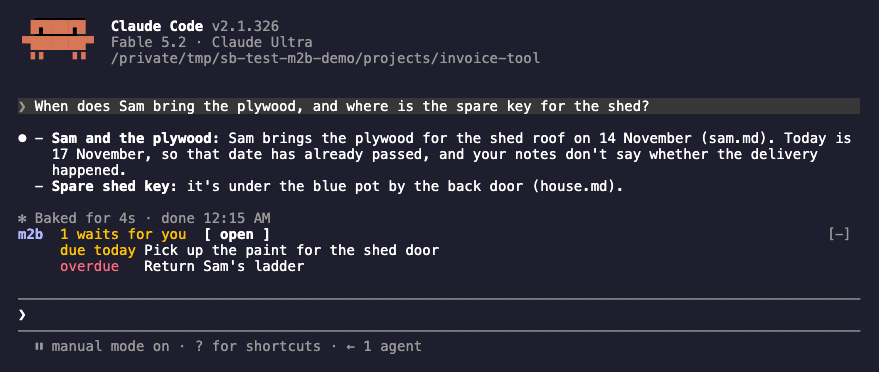 Claude Code v2.1.326
Fable 5.2 · Claude Ultra
/private/tmp/sb-test-m2b-demo/projects/invoice-tool
❯ When does Sam bring the plywood, and where is the spare key for the shed?
● – Sam and the plywood: Sam brings the plywood for the shed roof on 14 November (sam.md). Today is
17 November, so that date has already passed, and your notes don't say whether the delivery
happened.
– Spare shed key: it's under the blue pot by the back door (house.md).
✻ Baked for 4s · done 12:15 AM
m2b 1 waits for you [ open ] [−]
due today Pick up the paint for the shed door
overdue Return Sam's ladder
❯
⏸ manual mode on · ? for shortcuts · ← 1 agent